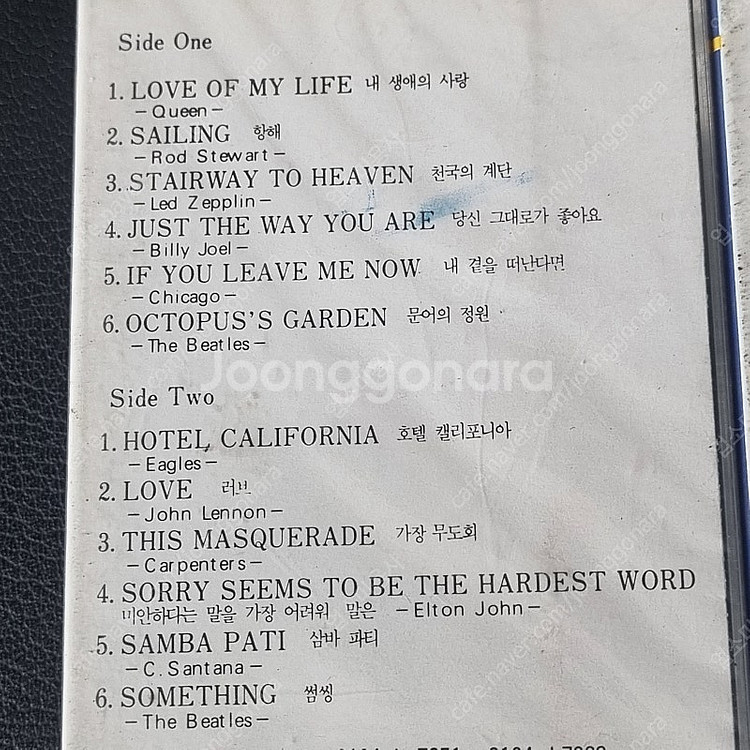 Side One
1. LOVE OF MY LIFE 내 생애의 사랑
—Queen—
2. SAILING 항해
—Rod Stewart—
3. STAIRWAY TO HEAVEN 천국의 계단
—Led Zepplin—
4. JUST THE WAY YOU ARE 당신 그대로가 좋아요
—Billy Joel—
5. IF YOU LEAVE ME NOW 내 곁을 떠난다면
—Chicago—
6. OCTOPUS'S GARDEN 문어의 정원
—The Beatles—
Joonggonara
Side Two
1. HOTEL CALIFORNIA 호텔 캘리포니아
—Eagles—
2. LOVE 러브
—John Lennon—
3. THIS MASQUERADE 가장 무도회
—Carpenters—
4. SORRY SEEMS TO BE THE HARDEST WORD
미안하다는 말을 가장 어려워 말은 —Elton John—
5. SAMBA PATI 삼바 파티
—C. Santana—
6. SOMETHING 썸씽
—The Beatles—